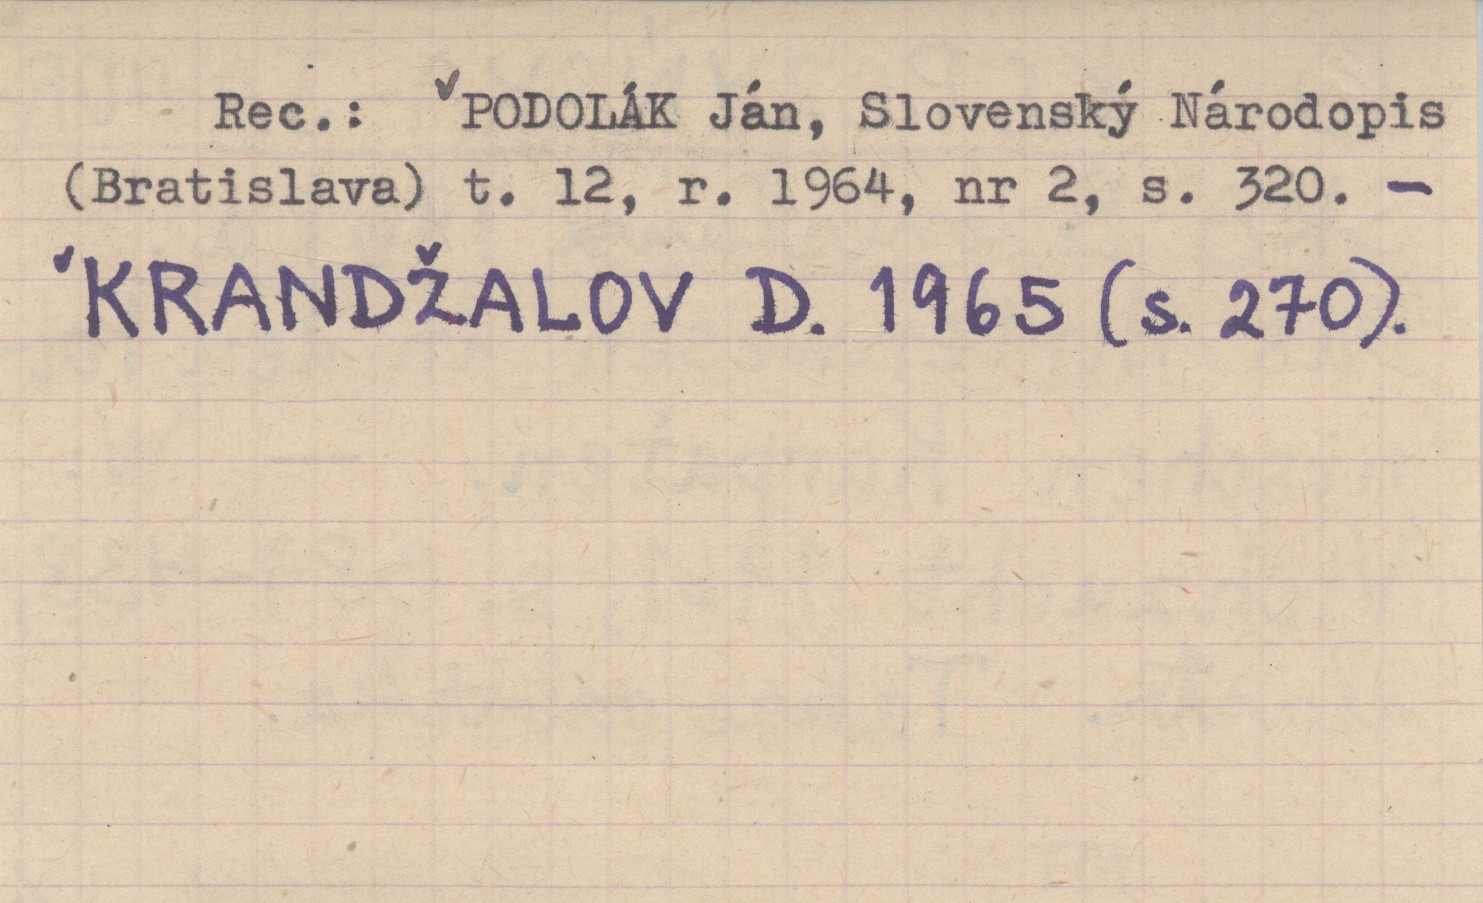 Rec.: ✓PODOLÁK Ján, Slovenský Národopis
(Bratislava) t. 12, r. 1964, nr 2, s. 320. —
✓KRANDŽALOV D. 1965 (s. 270).